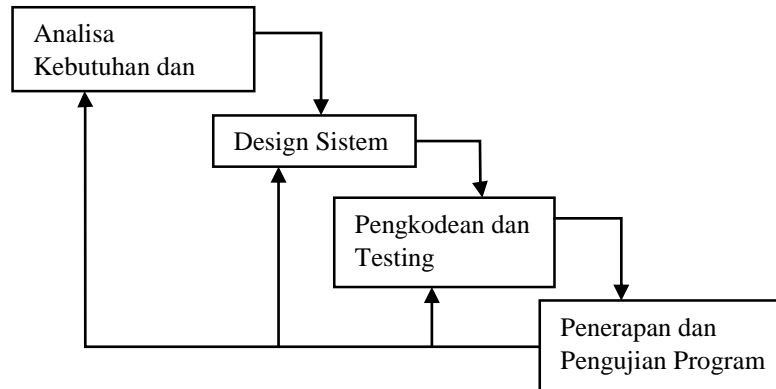 Analisa
Kebutuhan dan
Design Sistem
Pengkodean dan
Testing
Penerapan dan
Pengujian Program